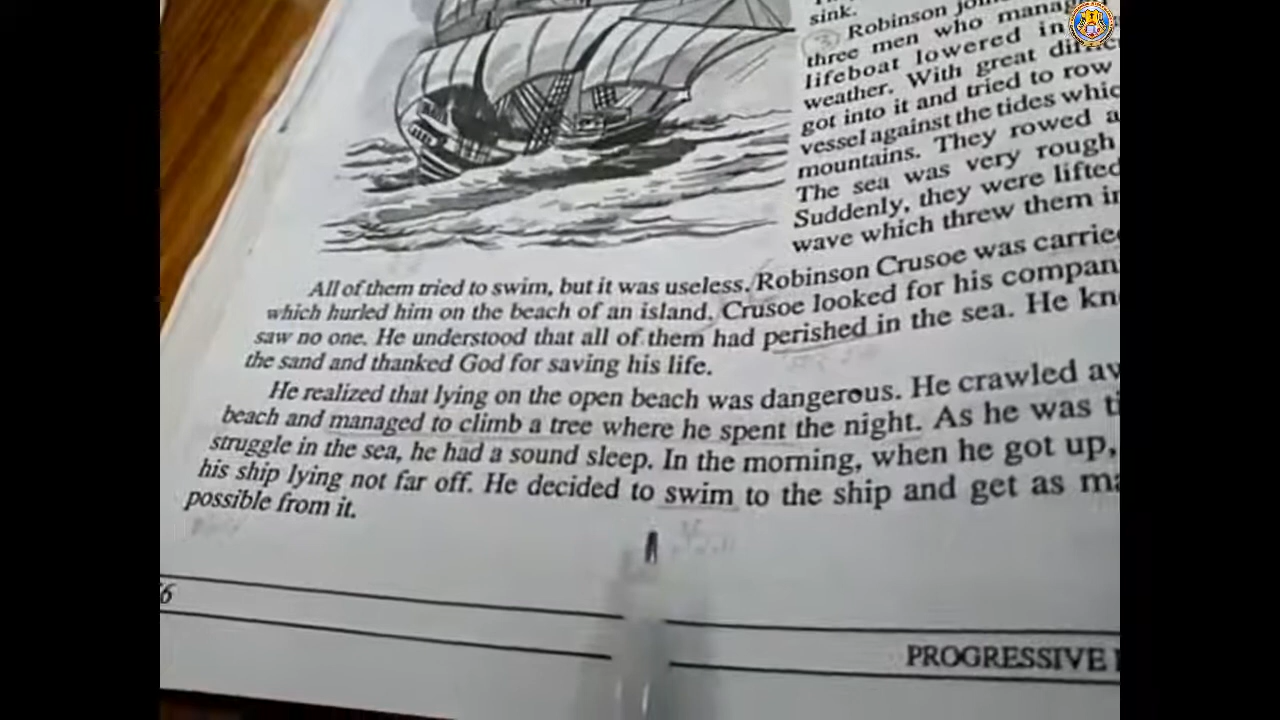 sink.
Robinson
three men who
lifeboat lowered in
weather. With great
got into it and tried to row
vessel against the tides
mountains. They rowed
The sea was very rough
Suddenly, they were lifted
wave which threw them
All of them tried to swim, but it was useless. Robinson Crusoe was
which hurled him on the beach of an island. Crusoe looked for his
saw no one. He understood that all of them had perished in the sea. He
the sand and thanked God for saving his life.
He realized that lying on the open beach was dangerous. He crawled
beach and managed to climb a tree where he spent the night. As he was
struggle in the sea, he had a sound sleep. In the morning, when he got up,
his ship lying not far off. He decided to swim to the ship and get as
possible from it.
6
PROGRESSIVE